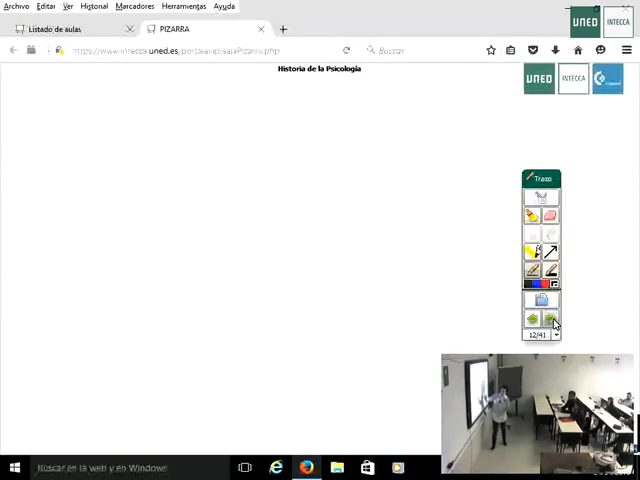 Archivo Editar Ver Historial Marcadores Herramientas Ayuda
Listado de aulas
PIZARRA
https://www.intecca.uned.es/portalavip/sajaPizarra.php
Buscar
UNED
INTECCA
Historia de la Psicología
UNED
INTECCA
Trazo
12/41
Buscar en la web y en Windows